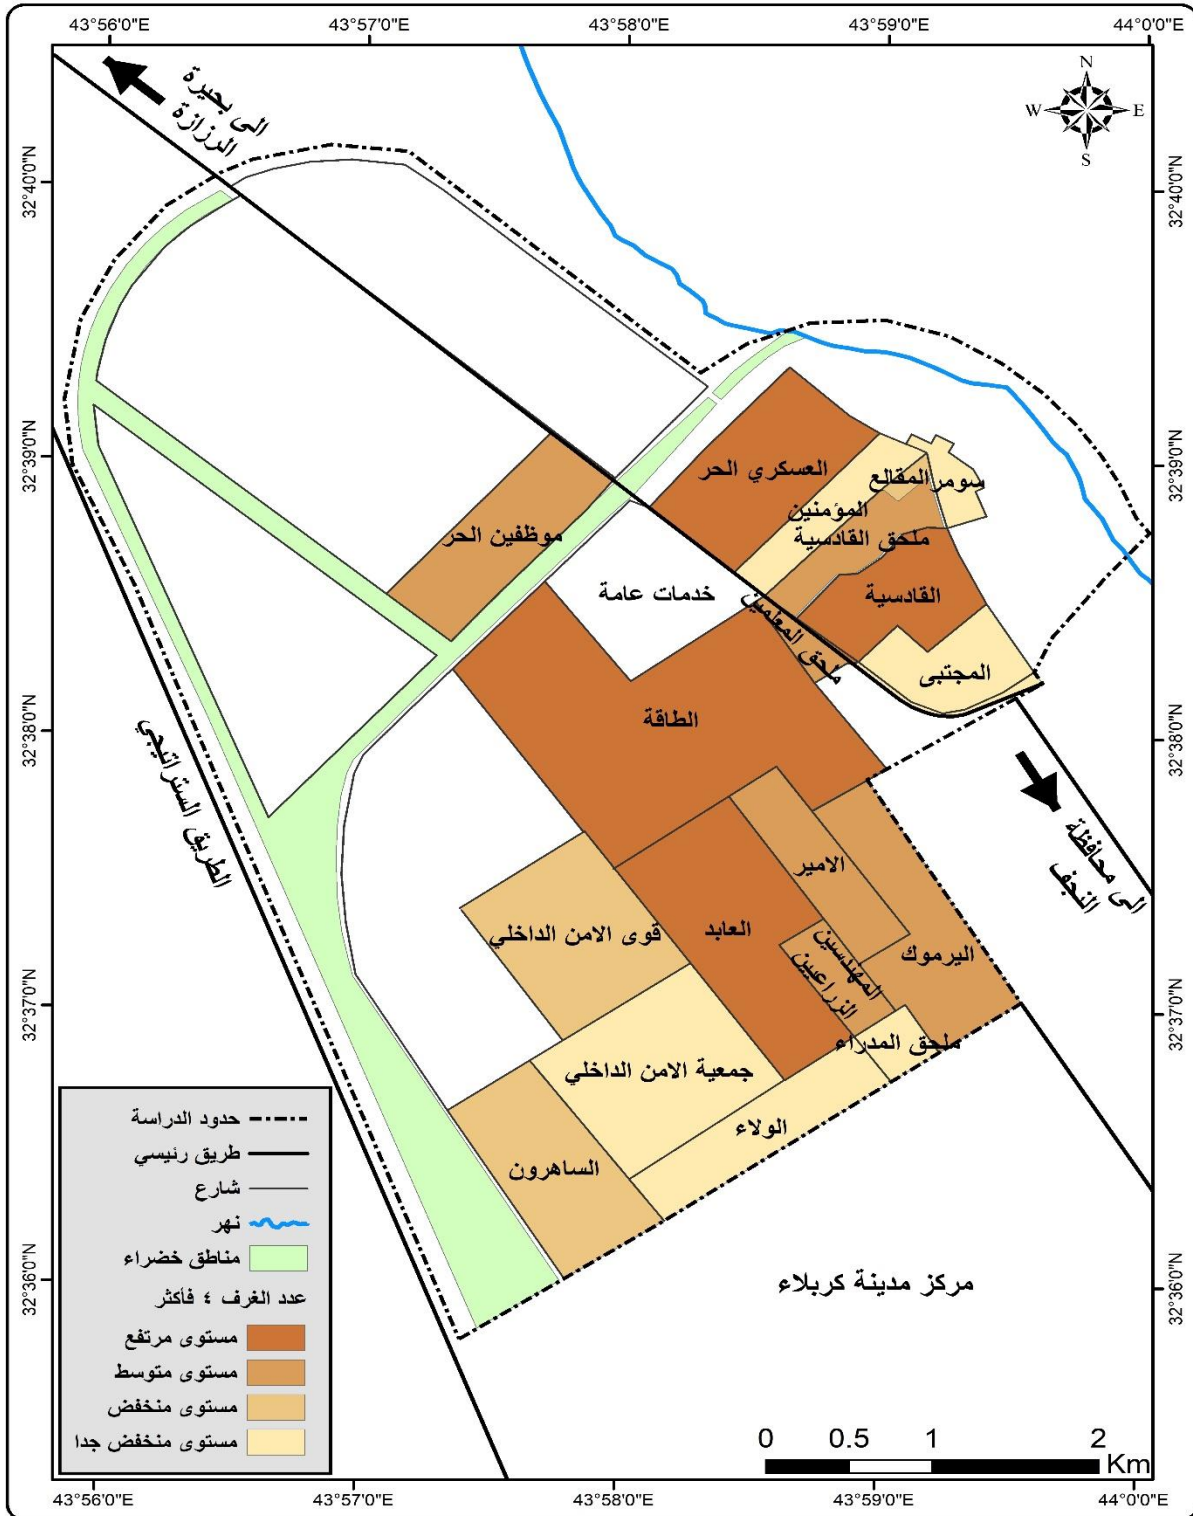 43°56'0"E
43°57'0"E
43°58'0"E
43°59'0"E
44°0'0"E
N
W
E
S
الى بحيرة
الرزازة
32°40'0"N
32°40'0"N
32°39'0"N
32°39'0"N
العسكري الحر
المقالع
سومر
المؤمنين
ملحق القادسية
موظفين الحر
خدمات عامة
القادسية
ملحق المعلمين
المجتبى
الطاقة
32°38'0"N
32°38'0"N
الطريق الستراتيجي
الى محافظة
النجف
الامير
العابد
قوى الامن الداخلي
المهندسين
الزراعيين
اليرموك
32°37'0"N
32°37'0"N
ملحق المدراء
جمعية الامن الداخلي
الولاء
الساهرون
حدود الدراسة
طريق رئيسي
شارع
نهر
مناطق خضراء
عدد الغرف ٤ فأكثر
مستوى مرتفع
مستوى متوسط
مستوى منخفض
مستوى منخفض جدا
32°36'0"N
32°36'0"N
مركز مدينة كربلاء
0 0.5 1 2
Km
43°56'0"E
43°57'0"E
43°58'0"E
43°59'0"E
44°0'0"E